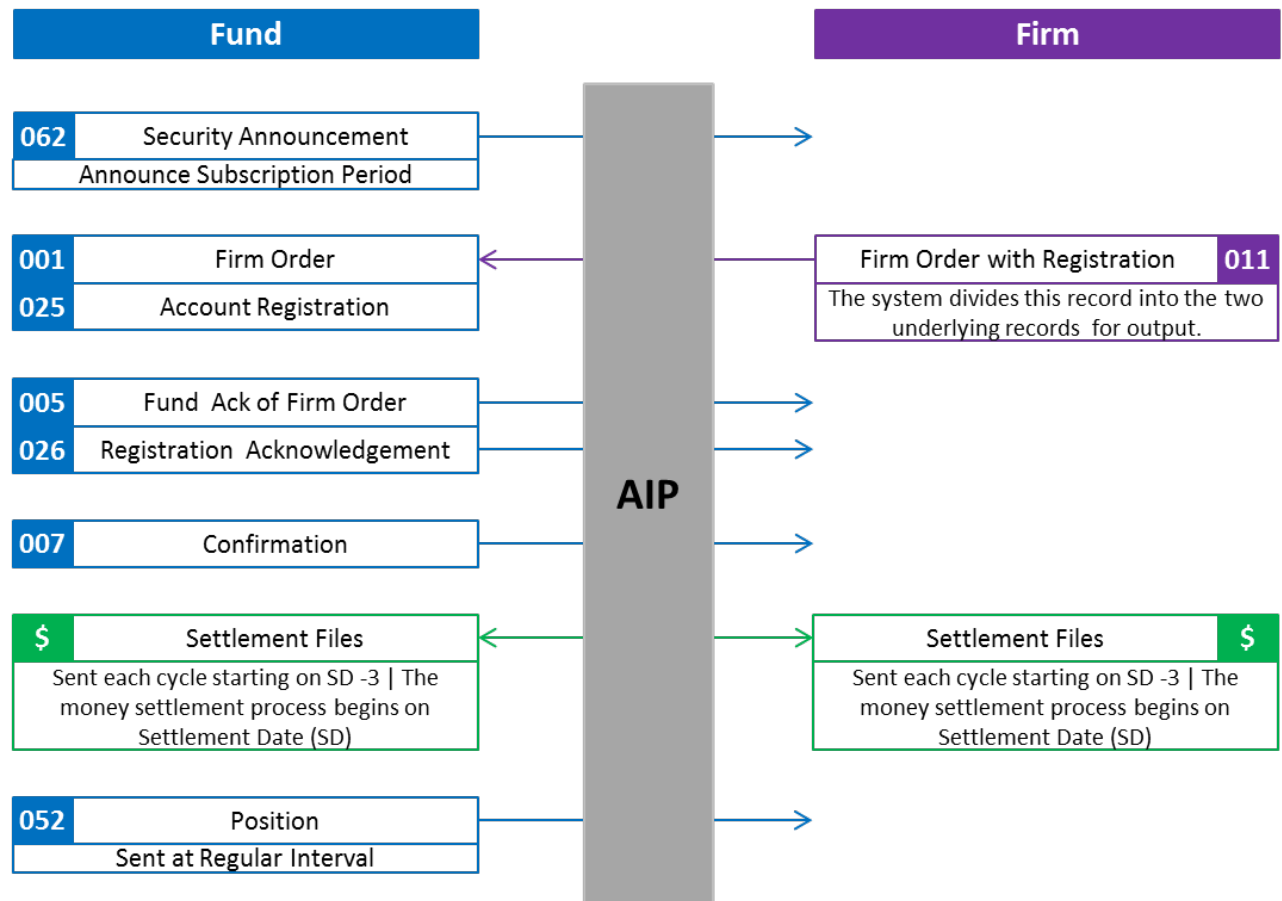 Fund
Firm
062 Security Announcement
Announce Subscription Period
001 Firm Order
025 Account Registration
Firm Order with Registration 011
The system divides this record into the two
underlying records for output.
005 Fund Ack of Firm Order
026 Registration Acknowledgement
AIP
007 Confirmation
$ Settlement Files
Sent each cycle starting on SD -3 | The
money settlement process begins on
Settlement Date (SD)
Settlement Files $
Sent each cycle starting on SD -3 | The
money settlement process begins on
Settlement Date (SD)
052 Position
Sent at Regular Interval